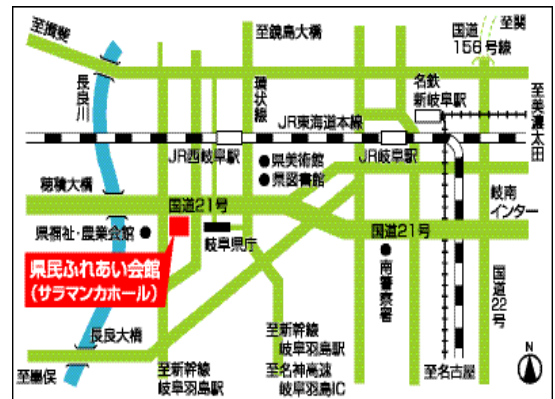 至揖斐
至鏡島大橋
国道
156号線
至関
長良川
環状線
名鉄
新岐阜駅
至美濃太田
JR東海道本線
JR西岐阜駅
JR岐阜駅
県美術館
県図書館
穂積大橋
国道21号
岐南
インター
県福祉・農業会館
岐阜県庁
国道21号
県民ふれあい会館
(サラマンカホール)
南警察署
国道22号
長良大橋
至墨俣
至新幹線
岐阜羽島駅
至新幹線
岐阜羽島駅
至名神高速
岐阜羽島IC
至名古屋
N